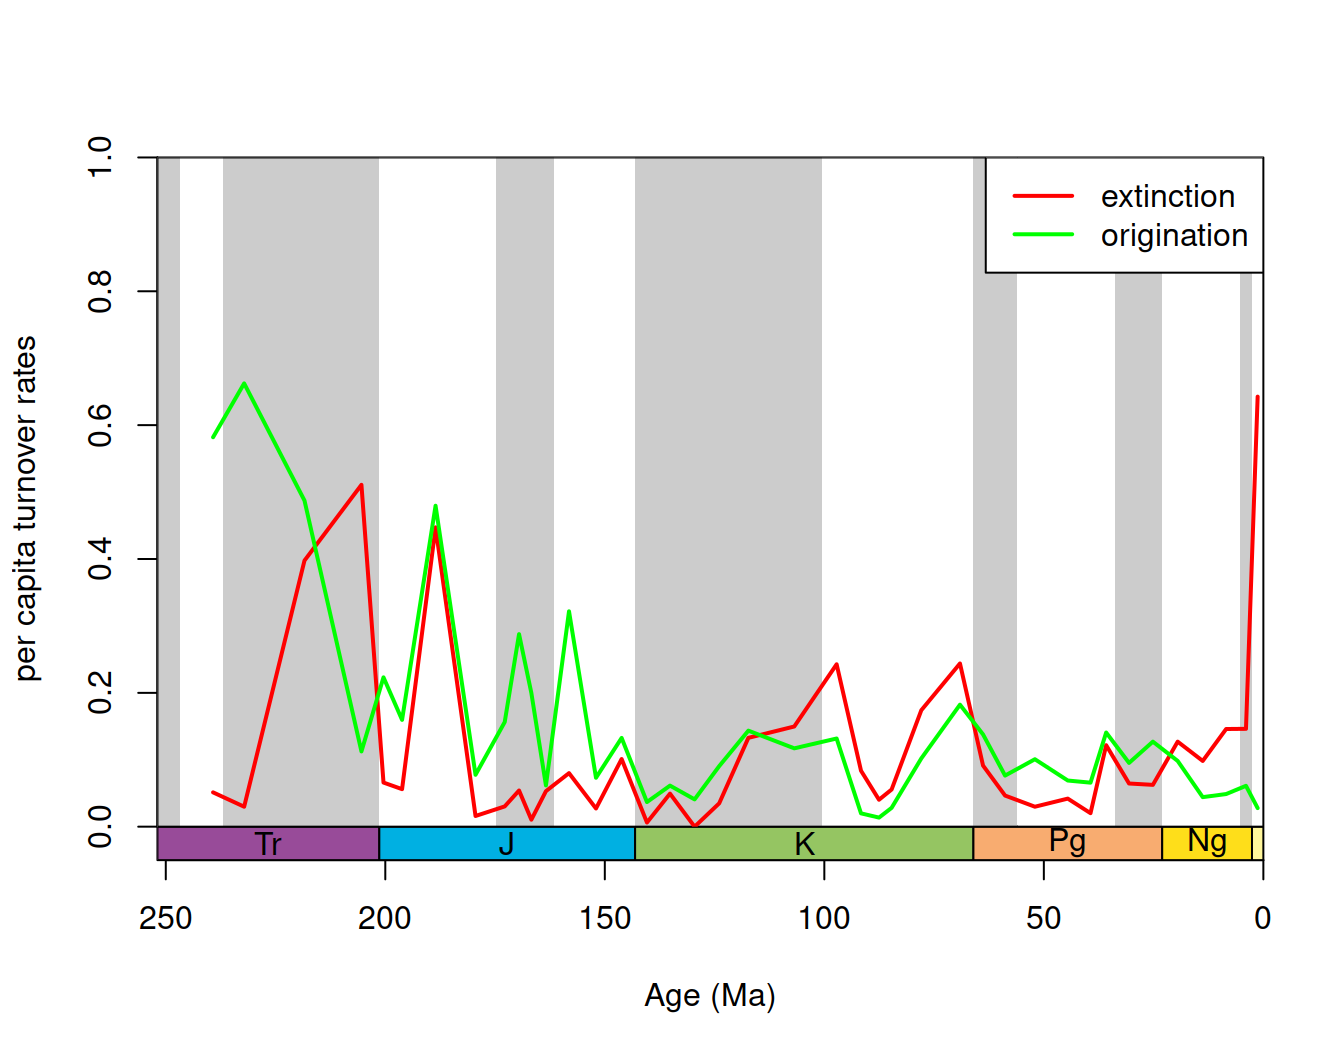 1.0
0.8
0.6
0.4
0.2
0.0
per capita turnover rates
extinction
origination
Tr J K Pg Ng
250 200 150 100 50 0
Age (Ma)